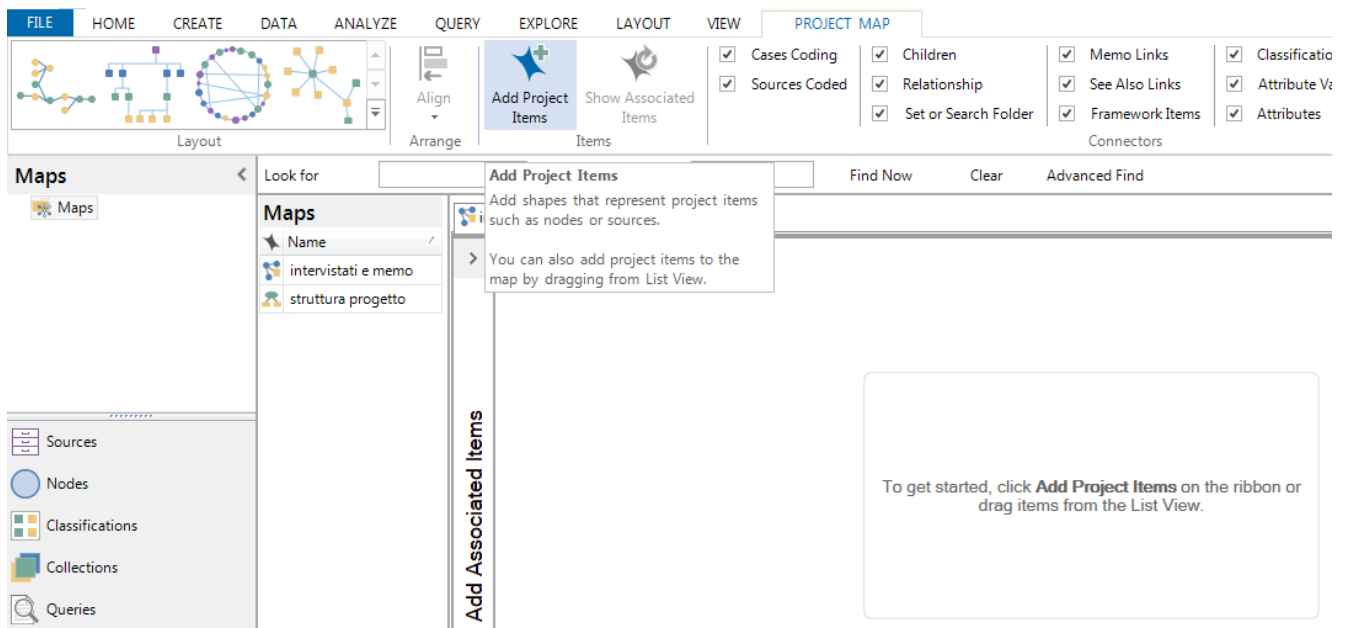 FILE HOME CREATE DATA ANALYZE QUERY EXPLORE LAYOUT VIEW PROJECT MAP
Align
Add Project
Items
Show Associated
Items
Cases Coding
Sources Coded
Children
Relationship
Set or Search Folder
Memo Links
See Also Links
Framework Items
Attributes
Layout
Arrange
Items
Connectors
Maps
Maps
Look for
Find Now Clear Advanced Find
Add Project Items
Add shapes that represent project items
such as nodes or sources.
You can also add project items to the
map by dragging from List View.
Maps
Name
intervistati e memo
struttura progetto
Add Associated Items
To get started, click Add Project Items on the ribbon or
drag items from the List View.
Sources
Nodes
Classifications
Collections
Queries